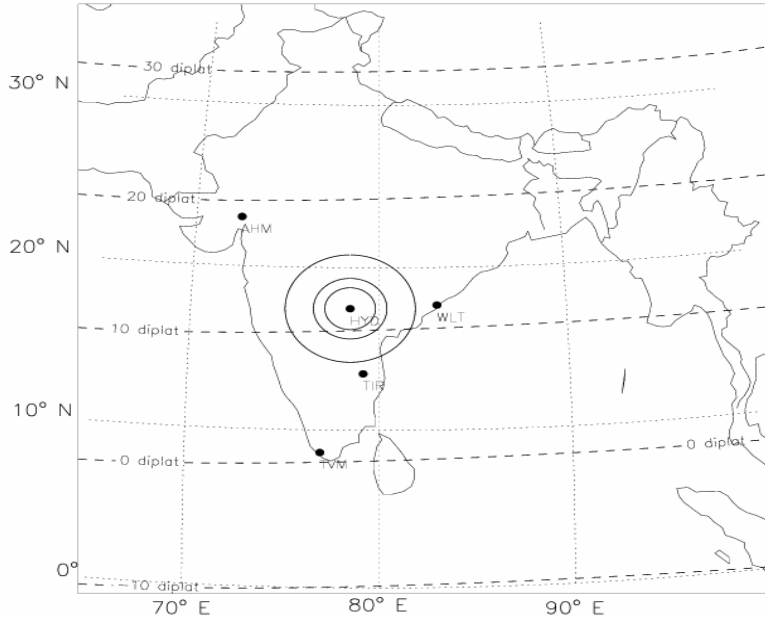 30 diplat
30° N
20 diplat
AHM
20° N
HYD
WLT
10 diplat
TIR
10° N
0 diplat
0 diplat
TVM
0°
10 diplat
70° E
80° E
90° E